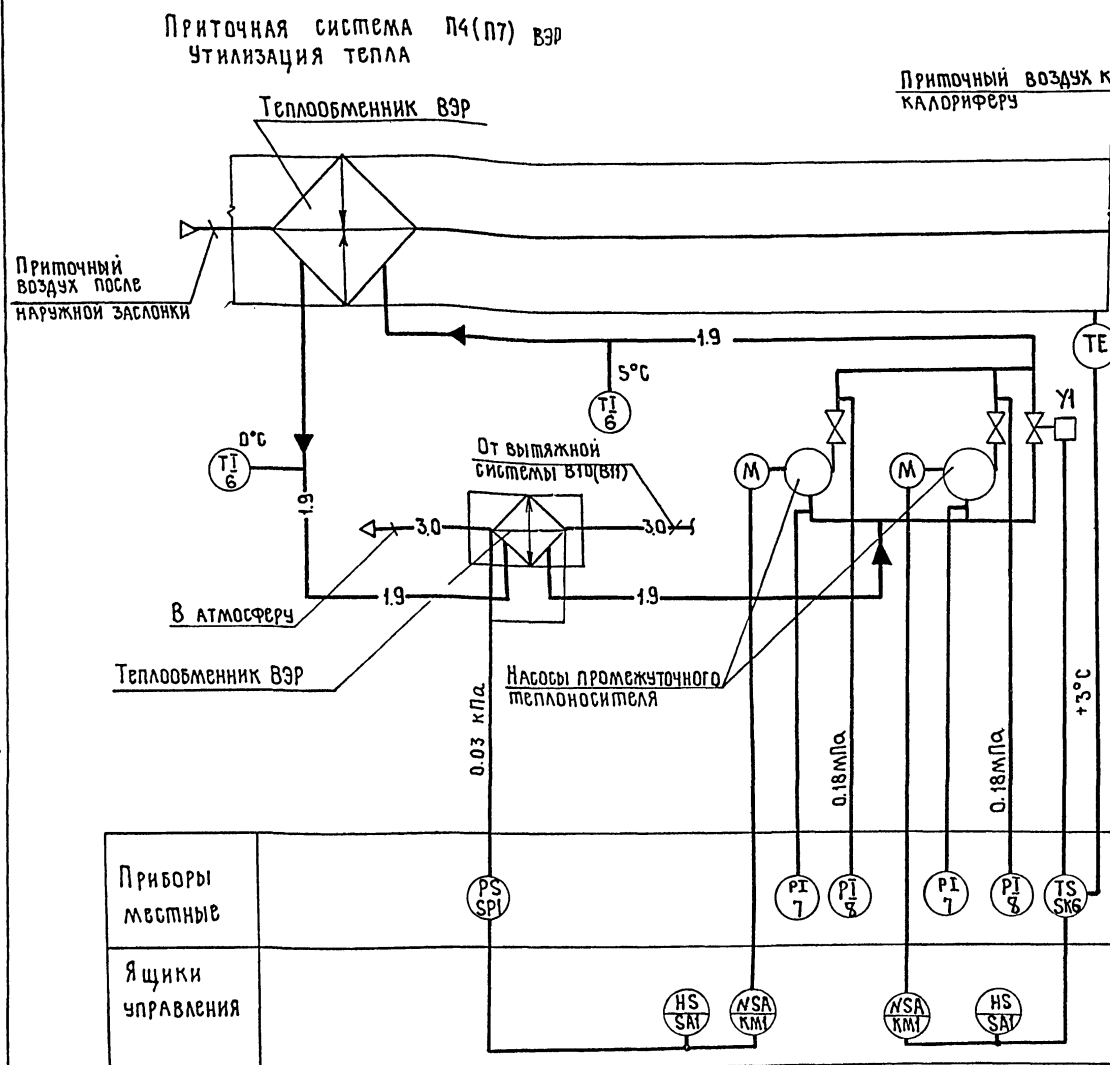 Приточная система П4(П7) ВЭР
Утилизация тепла
Приточный воздух к
калориферу
Теплообменник ВЭР
Приточный
воздух после
наружной заслонки
1.9
TE
5°C
TI
6
У1
0°C
TI
6
От вытяжной
системы В10(В11)
М
М
1.9
3.0
3.0
1.9
1.9
В атмосферу
Теплообменник ВЭР
Насосы промежуточного
теплоносителя
0.03 кПа
0.18мПа
0.18мПа
+3°C
Приборы
местные
PS
SP1
PI
7
PI
8
PI
7
PI
8
TS
SK6
Ящики
управления
HS
SA1
NSA
KM1
NSA
KM1
HS
SA1